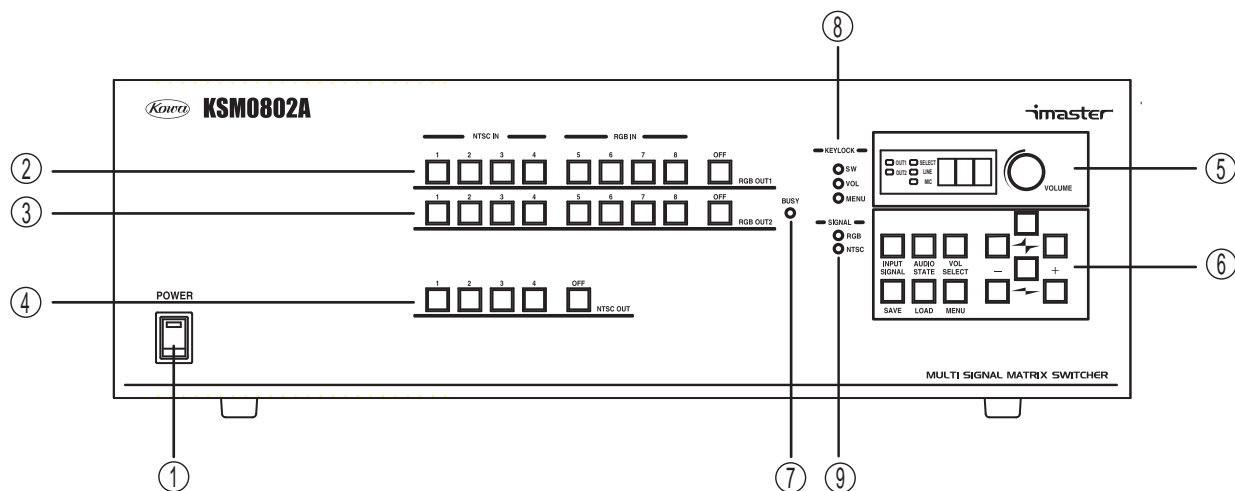 ⑧
Kowa KSM0802A
imaster
NTSC IN RGB IN
KEYLOCK
② 1 2 3 4 5 6 7 8 OFF RGB OUT1
SW
VOL
MENU
OUT1 SELECT
OUT2 LINE
MIC
VOLUME
⑤
③ 1 2 3 4 5 6 7 8 OFF RGB OUT2
BUSY
SIGNAL
RGB
NTSC
INPUT SIGNAL
AUDIO STATE
VOL SELECT
− +
SAVE LOAD MENU
⑥
④ 1 2 3 4 OFF NTSC OUT
POWER
MULTI SIGNAL MATRIX SWITCHER
① ⑦ ⑨